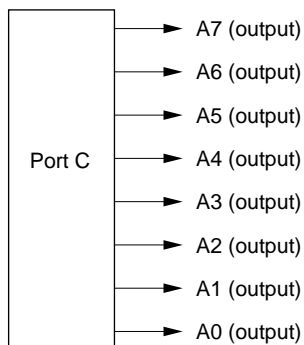 A7 (output)
A6 (output)
A5 (output)
Port C
A4 (output)
A3 (output)
A2 (output)
A1 (output)
A0 (output)